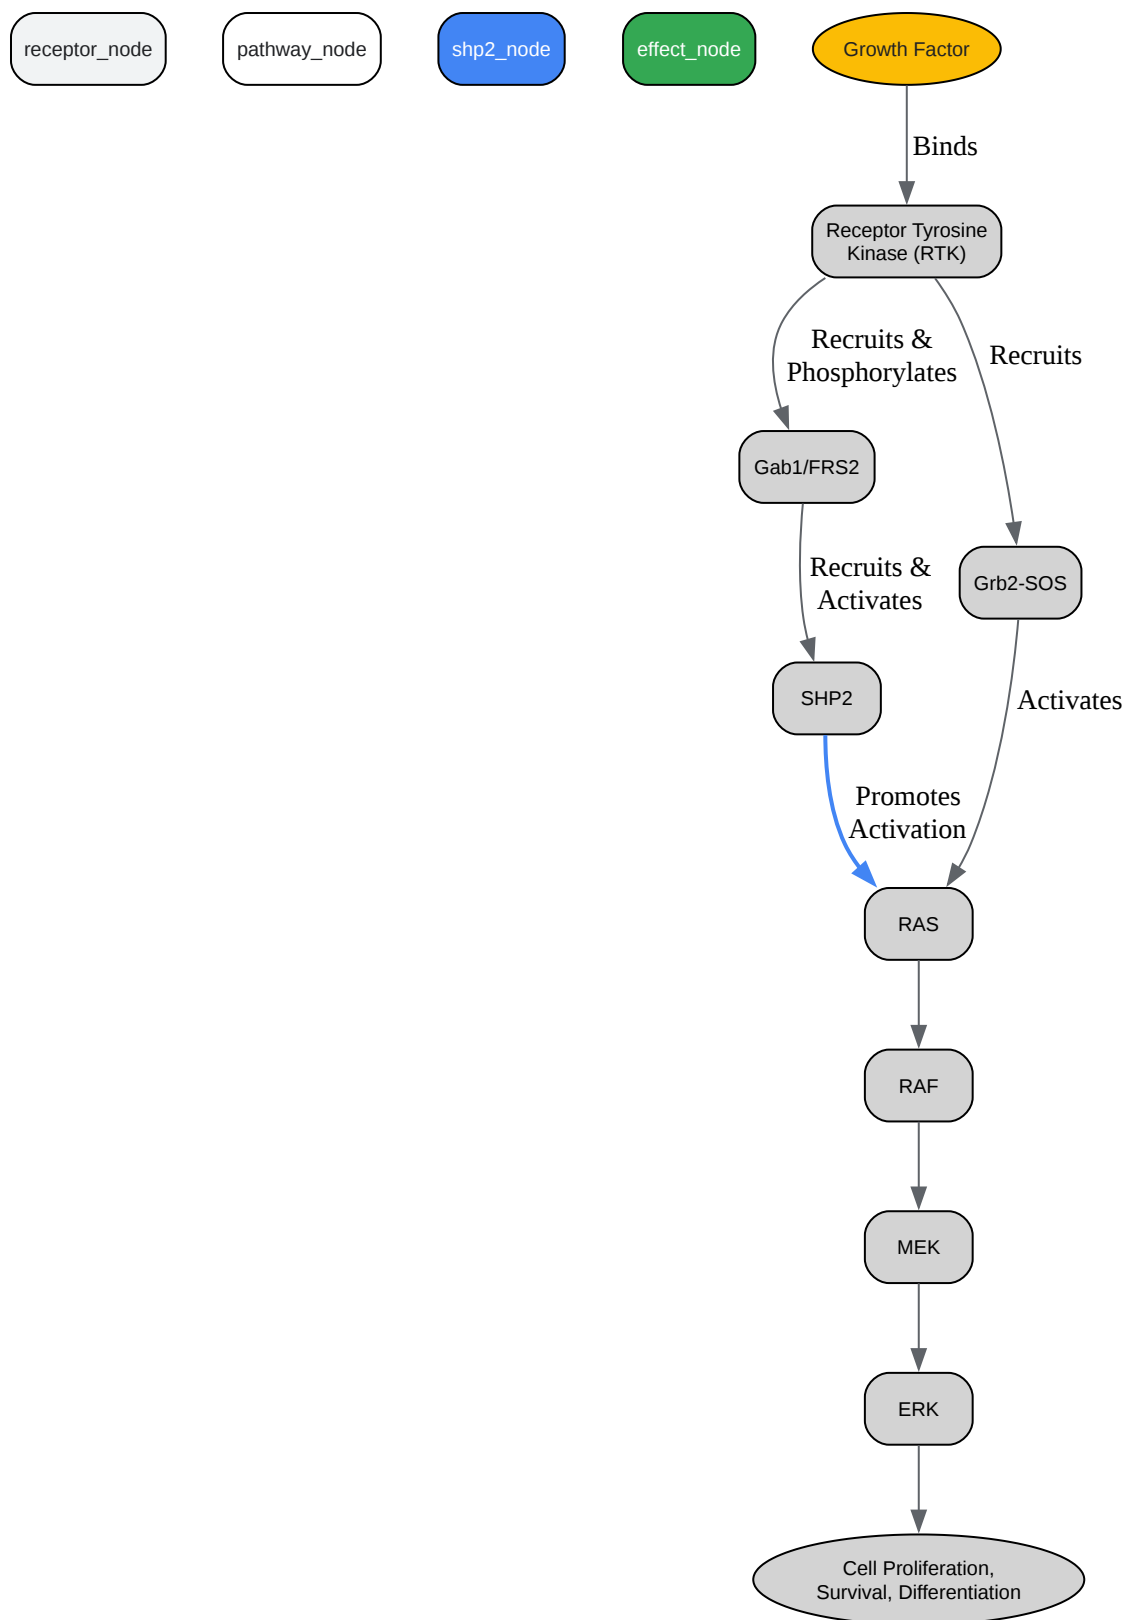 receptor_node
pathway_node
shp2_node
effect_node
Growth Factor
Binds
Receptor Tyrosine
Kinase (RTK)
Recruits &
Phosphorylates
Recruits
Gab1/FRS2
Recruits &
Activates
Grb2-SOS
SHP2
Activates
Promotes
Activation
RAS
RAF
MEK
ERK
Cell Proliferation,
Survival, Differentiation